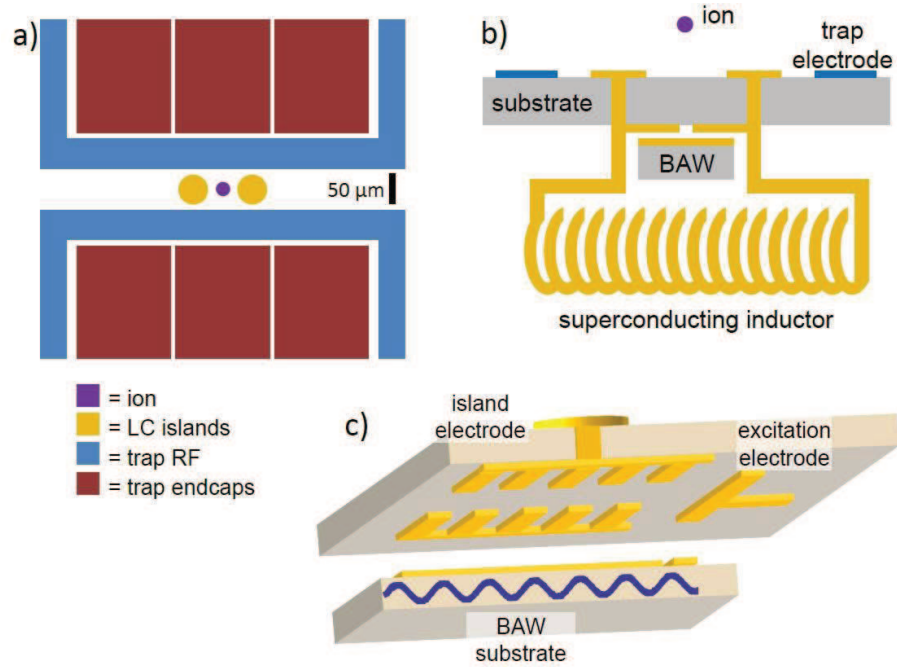 a)
50 µm
= ion
= LC islands
= trap RF
= trap endcaps
b)
ion
trap
electrode
substrate
BAW
superconducting inductor
c)
island
electrode
excitation
electrode
BAW
substrate